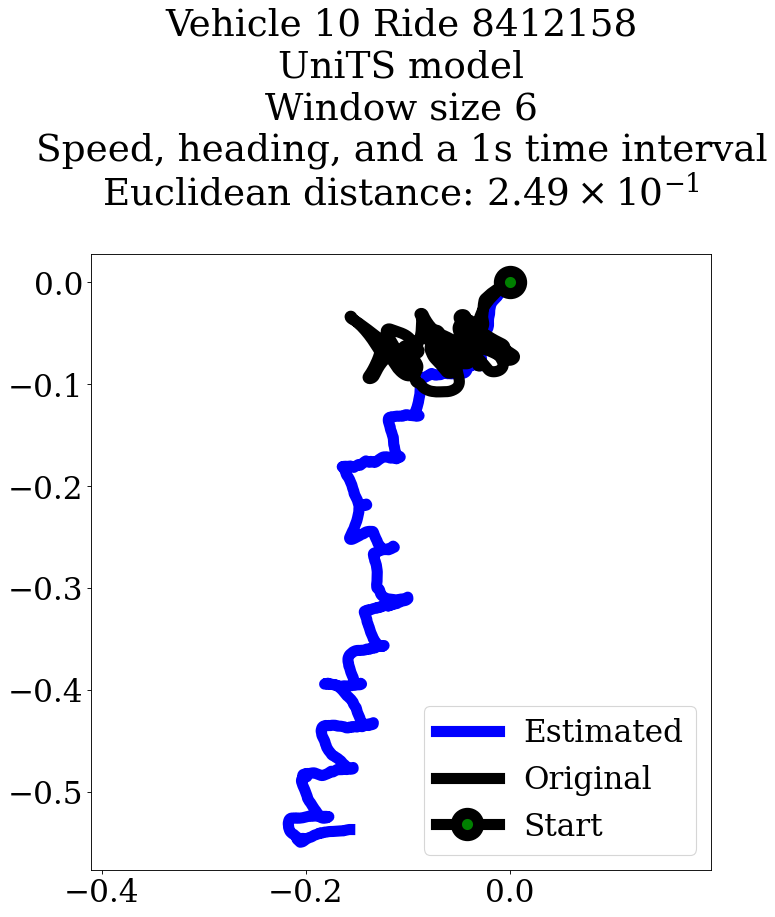 Vehicle 10 Ride 8412158
UniTS model
Window size 6
Speed, heading, and a 1s time interval
Euclidean distance: 2.49 × 10⁻¹
0.0
−0.1
−0.2
−0.3
−0.4
−0.5
Estimated
Original
Start
−0.4 −0.2 0.0